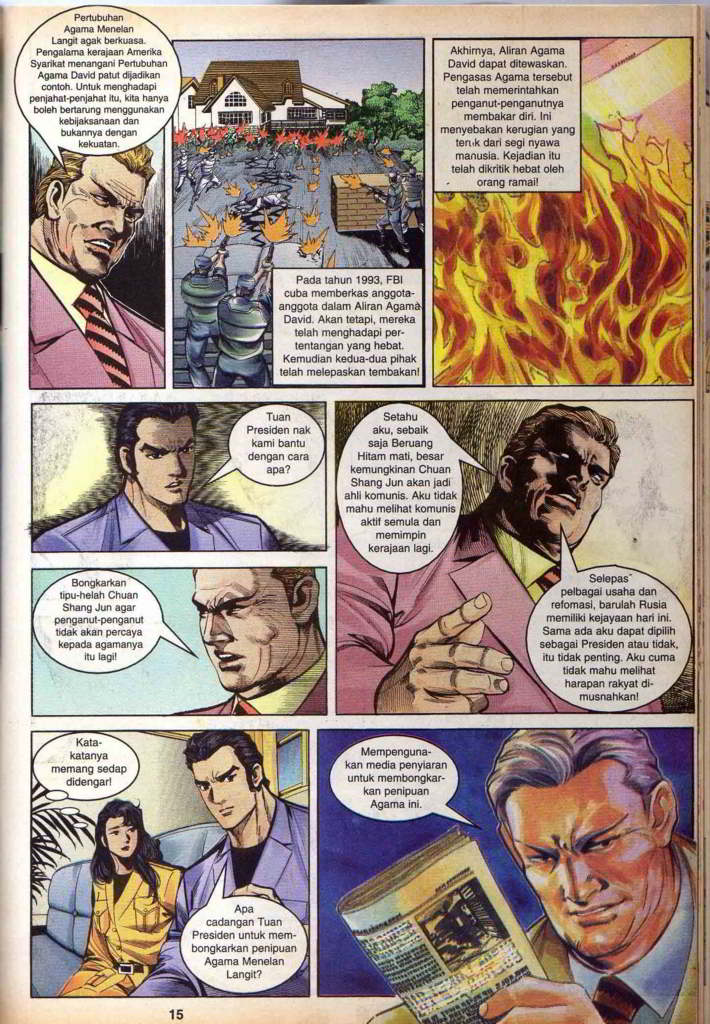 Pertubuhan
Agama Menelan
Langit agak berkuasa.
Pengalama kerajaan Amerika
Syarikat menangani Pertubuhan
Agama David patut dijadikan
contoh. Untuk menghadapi
penjahat-penjahat itu, kita hanya
boleh bertarung menggunakan
kebijaksanaan dan
bukannya dengan
kekuatan.
Pada tahun 1993, FBI
cuba memberkas anggota-
anggota dalam Aliran Agama
David. Akan tetapi, mereka
telah menghadapi per-
tentangan yang hebat.
Kemudian kedua-dua pihak
telah melepaskan tembakan!
Akhirnya, Aliran Agama
David dapat ditewaskan.
Pengasas Agama tersebut
telah memerintahkan
penganut-penganutnya
membakar diri. Ini
menyebakan kerugian yang
teruk dari segi nyawa
manusia. Kejadian itu
telah dikritik hebat oleh
orang ramai!
Tuan
Presiden nak
kami bantu
dengan cara
apa?
Setahu
aku, sebaik
saja Beruang
Hitam mati, besar
kemungkinan Chuan
Shang Jun akan jadi
ahli komunis. Aku tidak
mahu melihat komunis
aktif semula dan
memimpin
kerajaan lagi.
Selepas
pelbagai usaha dan
refomasi, barulah Rusia
memiliki kejayaan hari ini.
Sama ada aku dapat dipilih
sebagai Presiden atau tidak,
itu tidak penting. Aku cuma
tidak mahu melihat
harapan rakyat di-
musnahkan!
Bongkarkan
tipu-helah Chuan
Shang Jun agar
penganut-penganut
tidak akan percaya
kepada agamanya
itu lagi!
Kata-
katanya
memang sedap
didengar!
Apa
cadangan Tuan
Presiden untuk mem-
bongkarkan penipuan
Agama Menelan
Langit?
Mempenguna-
kan media penyiaran
untuk membongkar-
kan penipuan
Agama ini.
15